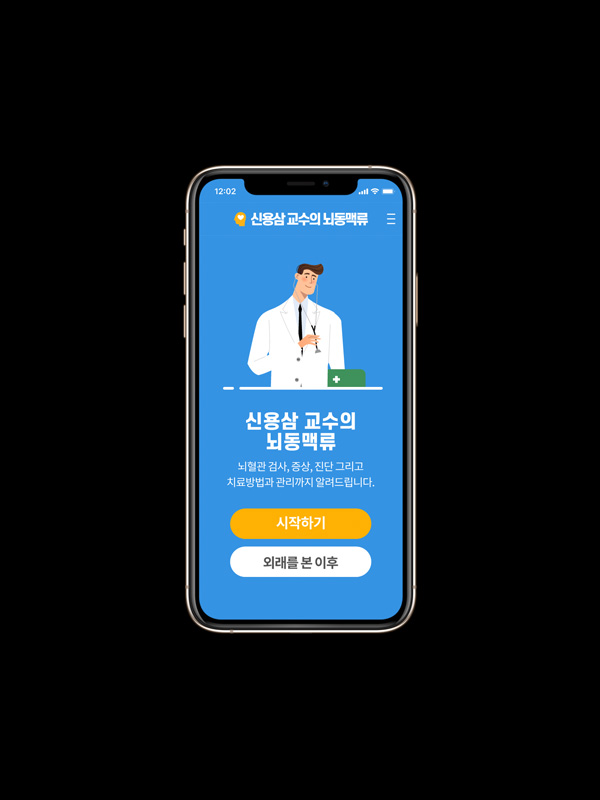 12:02
신용삼 교수의 뇌동맥류
신용삼 교수의
뇌동맥류
뇌혈관 검사, 증상, 진단 그리고
치료방법과 관리까지 알려드립니다.
시작하기
외래를 본 이후